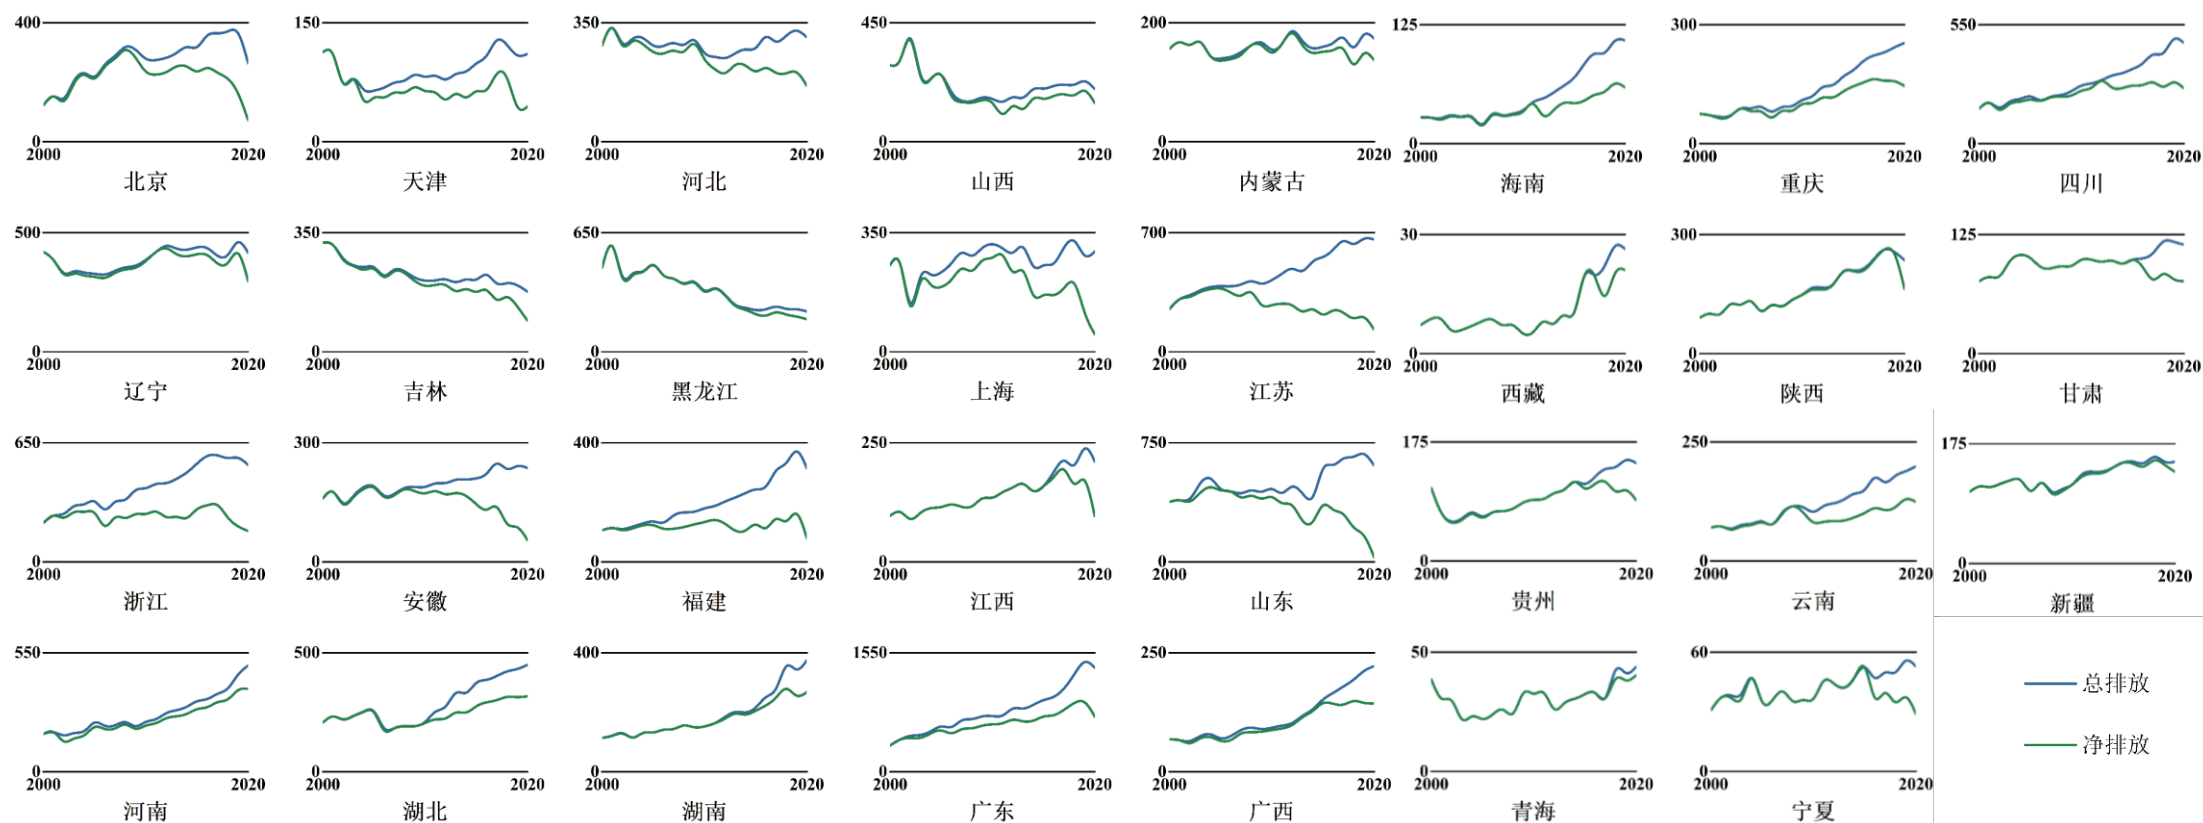 400 150 350 450 200 125 300 550
0 0 0 0 0 0 0 0
2000 2020 2000 2020 2000 2020 2000 2020 2000 2020 2000 2020 2000 2020 2000 2020
北京 天津 河北 山西 内蒙古 海南 重庆 四川
500 350 650 350 700 30 300 125
0 0 0 0 0 0 0 0
2000 2020 2000 2020 2000 2020 2000 2020 2000 2020 2000 2020 2000 2020 2000 2020
辽宁 吉林 黑龙江 上海 江苏 西藏 陕西 甘肃
650 300 400 250 750 175 250 175
0 0 0 0 0 0 0 0
2000 2020 2000 2020 2000 2020 2000 2020 2000 2020 2000 2020 2000 2020 2000 2020
浙江 安徽 福建 江西 山东 贵州 云南 新疆
550 500 400 1550 250 50 60
总排放
净排放
0 0 0 0 0 0 0
2000 2020 2000 2020 2000 2020 2000 2020 2000 2020 2000 2020 2000 2020
河南 湖北 湖南 广东 广西 青海 宁夏